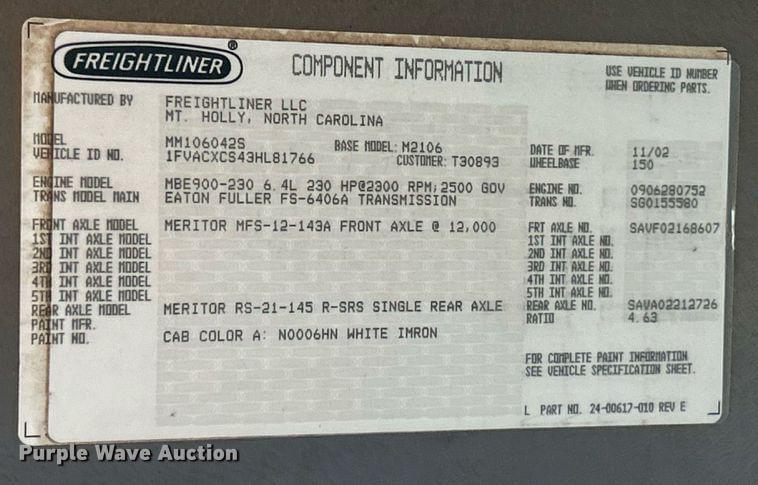 FREIGHTLINER®
COMPONENT INFORMATION
USE VEHICLE ID NUMBER
WHEN ORDERING PARTS.
MANUFACTURED BY FREIGHTLINER LLC
MT. HOLLY, NORTH CAROLINA
MODEL MM106042S BASE MODEL: M2106 DATE OF MFR. 11/02
VEHICLE ID NO. 1FVACXCS43HL81766 CUSTOMER: T30893 WHEELBASE 150
ENGINE MODEL MBE900-230 6.4L 230 HP@2300 RPM; 2500 GOV ENGINE NO. 0906280752
TRANS MODEL MAIN EATON FULLER FS-6406A TRANSMISSION TRANS NO. SG0155580
FRONT AXLE MODEL MERITOR MFS-12-143A FRONT AXLE @ 12,000 FRT AXLE NO. SAVF02168607
1ST INT AXLE MODEL 1ST INT AXLE NO.
2ND INT AXLE MODEL 2ND INT AXLE NO.
3RD INT AXLE MODEL 3RD INT AXLE NO.
4TH INT AXLE MODEL 4TH INT AXLE NO.
5TH INT AXLE MODEL 5TH INT AXLE NO.
REAR AXLE MODEL MERITOR RS-21-145 R-SRS SINGLE REAR AXLE REAR AXLE NO. SAVA02212726
PAINT MFR. RATIO 4.63
PAINT NO. CAB COLOR A: N0006HN WHITE IMRON
FOR COMPLETE PAINT INFORMATION
SEE VEHICLE SPECIFICATION SHEET.
PART NO. 24-00617-010 REV E
Purple Wave Auction